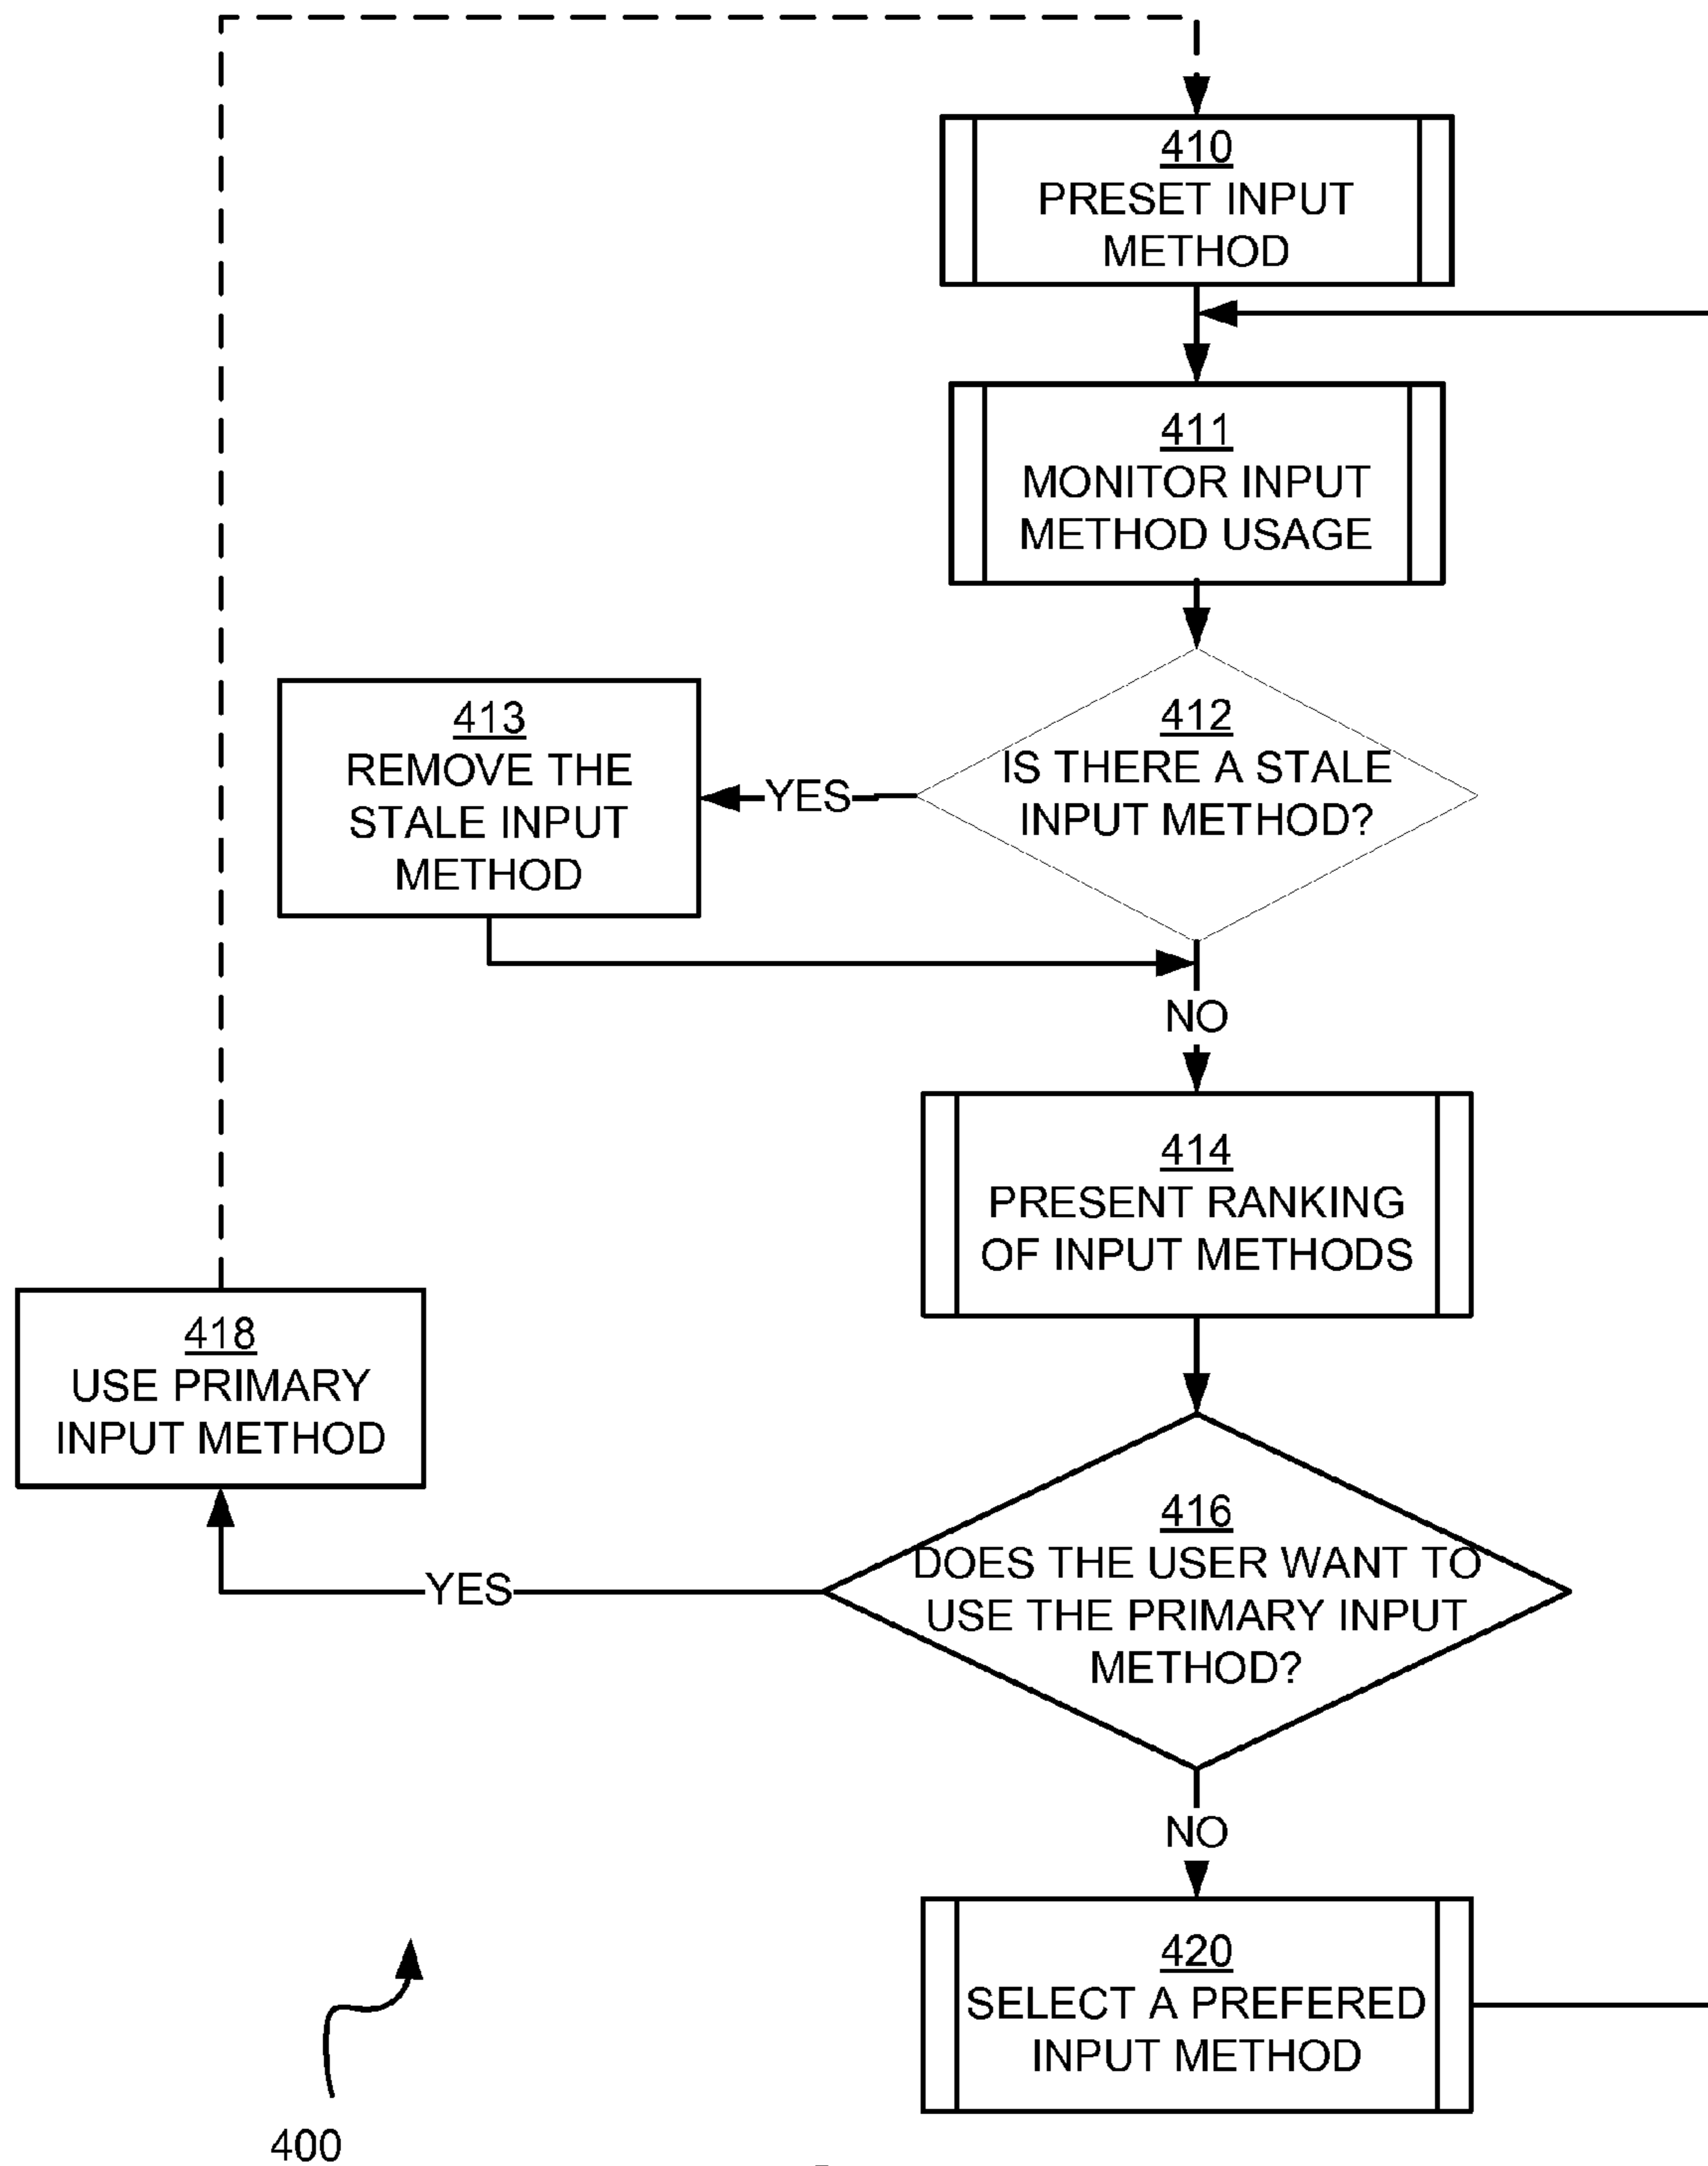 410
PRESET INPUT
METHOD
411
MONITOR INPUT
METHOD USAGE
412
IS THERE A STALE
INPUT METHOD?
YES
413
REMOVE THE
STALE INPUT
METHOD
NO
414
PRESENT RANKING
OF INPUT METHODS
416
DOES THE USER WANT TO
USE THE PRIMARY INPUT
METHOD?
YES
418
USE PRIMARY
INPUT METHOD
NO
420
SELECT A PREFERED
INPUT METHOD
400